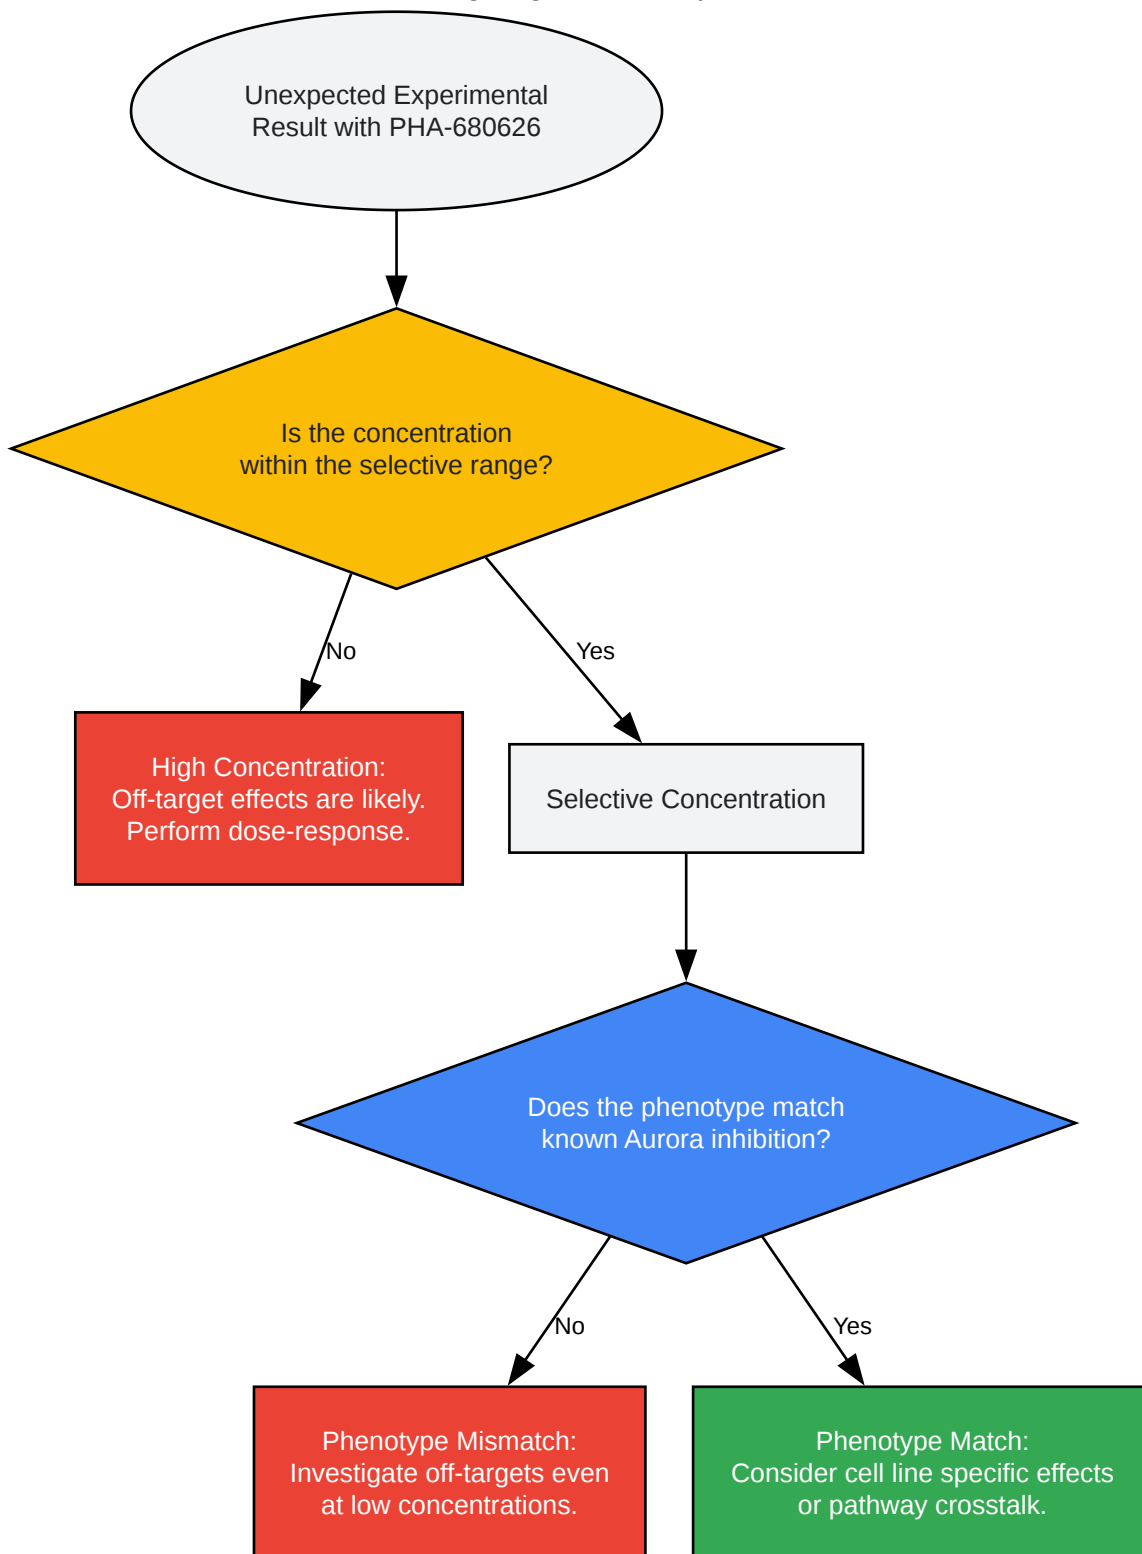 Unexpected Experimental
Result with PHA-680626
Is the concentration
within the selective range?
No
Yes
High Concentration:
Off-target effects are likely.
Perform dose-response.
Selective Concentration
Does the phenotype match
known Aurora inhibition?
No
Yes
Phenotype Mismatch:
Investigate off-targets even
at low concentrations.
Phenotype Match:
Consider cell line specific effects
or pathway crosstalk.